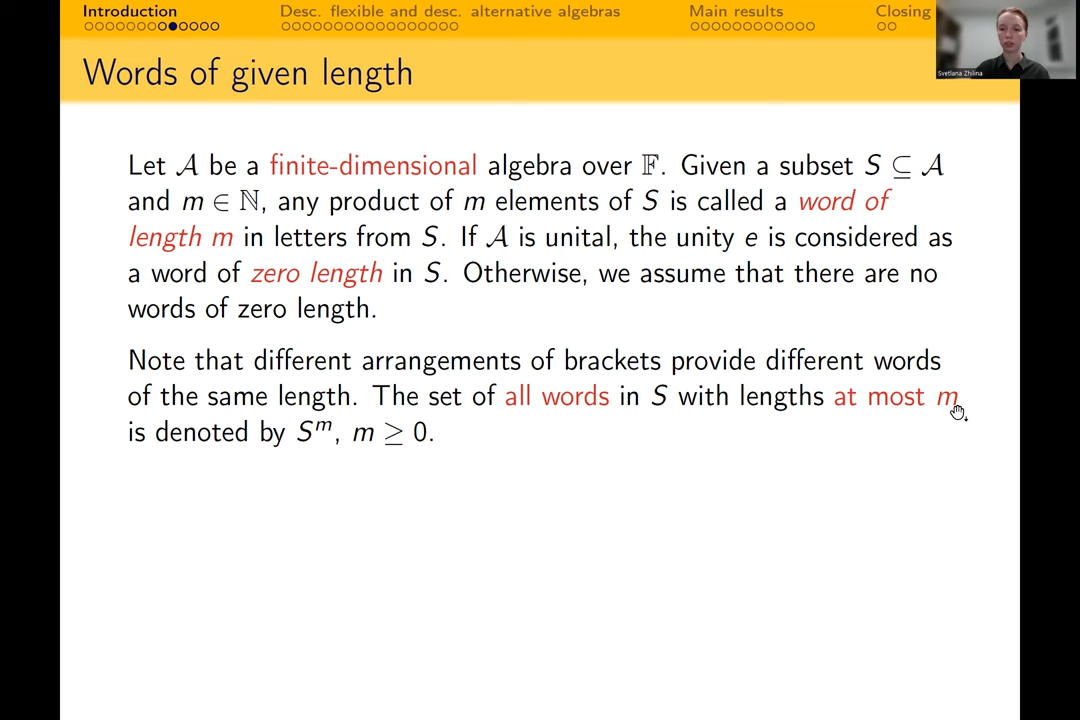 Introduction Desc. flexible and desc. alternative algebras Main results Closing
Svetlana Zhilina
Words of given length
Let 𝒜 be a finite-dimensional algebra over 𝔽. Given a subset S ⊆ 𝒜
and m ∈ ℕ, any product of m elements of S is called a word of
length m in letters from S. If 𝒜 is unital, the unity e is considered as
a word of zero length in S. Otherwise, we assume that there are no
words of zero length.
Note that different arrangements of brackets provide different words
of the same length. The set of all words in S with lengths at most m
is denoted by Sᵐ, m ≥ 0.